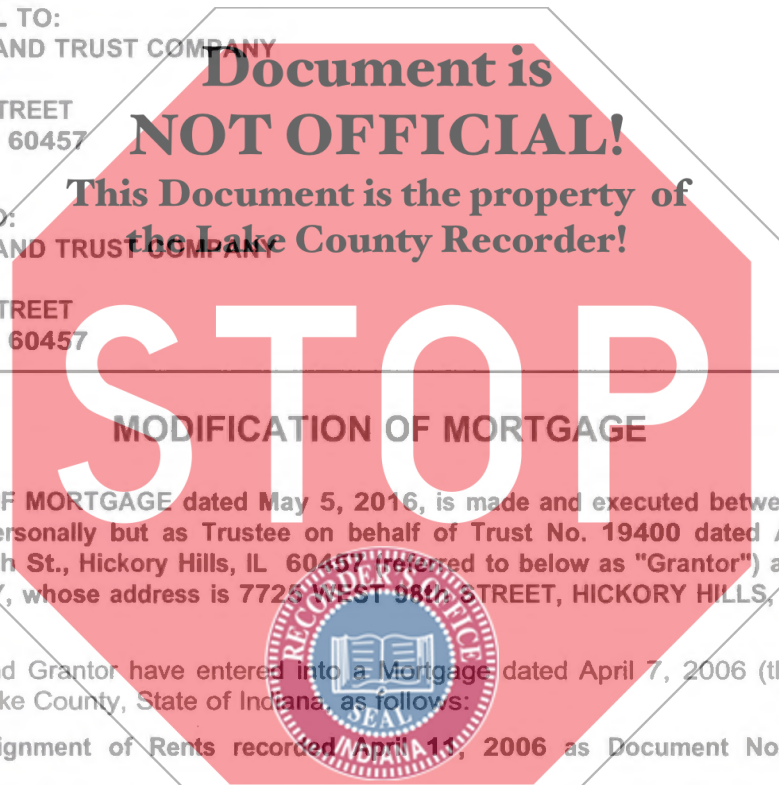 L TO:
AND TRUST COMPANY
Document is
TREET
60457
NOT OFFICIAL!
This Document is the property of
O:
AND TRUST COMPANY
the Lake County Recorder!
TREET
60457
STOP
MODIFICATION OF MORTGAGE
F MORTGAGE dated May 5, 2016, is made and executed betwe
ersonally but as Trustee on behalf of Trust No. 19400 dated A
h St., Hickory Hills, IL 60457 (referred to below as "Grantor") a
, whose address is 7725 WEST 98th STREET, HICKORY HILLS,
nd Grantor have entered into a Mortgage dated April 7, 2006 (th
ke County, State of Indiana, as follows:
ignment of Rents recorded April 11, 2006 as Document No
RECORDER'S OFFICE
SEAL
INDIANA